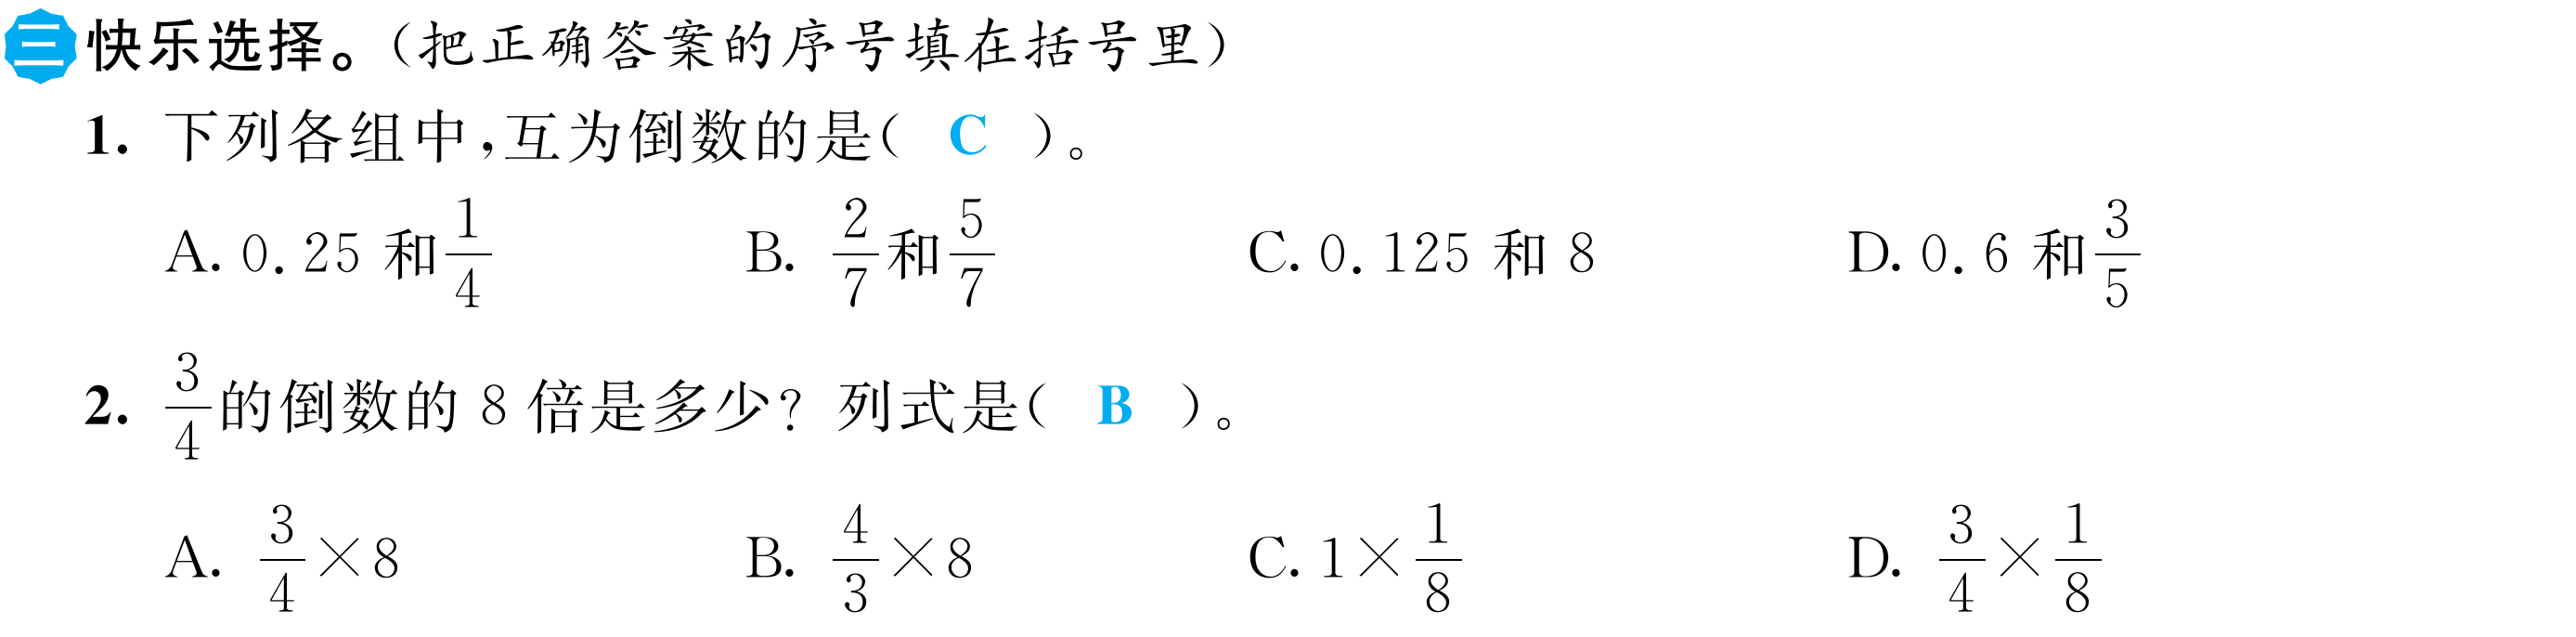 三 快乐选择。(把正确答案的序号填在括号里)
1. 下列各组中,互为倒数的是( C )。
A. 0.25 和 1/4 B. 2/7 和 5/7 C. 0.125 和 8 D. 0.6 和 3/5
2. 3/4 的倒数的 8 倍是多少? 列式是( B )。
A. 3/4 × 8 B. 4/3 × 8 C. 1 × 1/8 D. 3/4 × 1/8